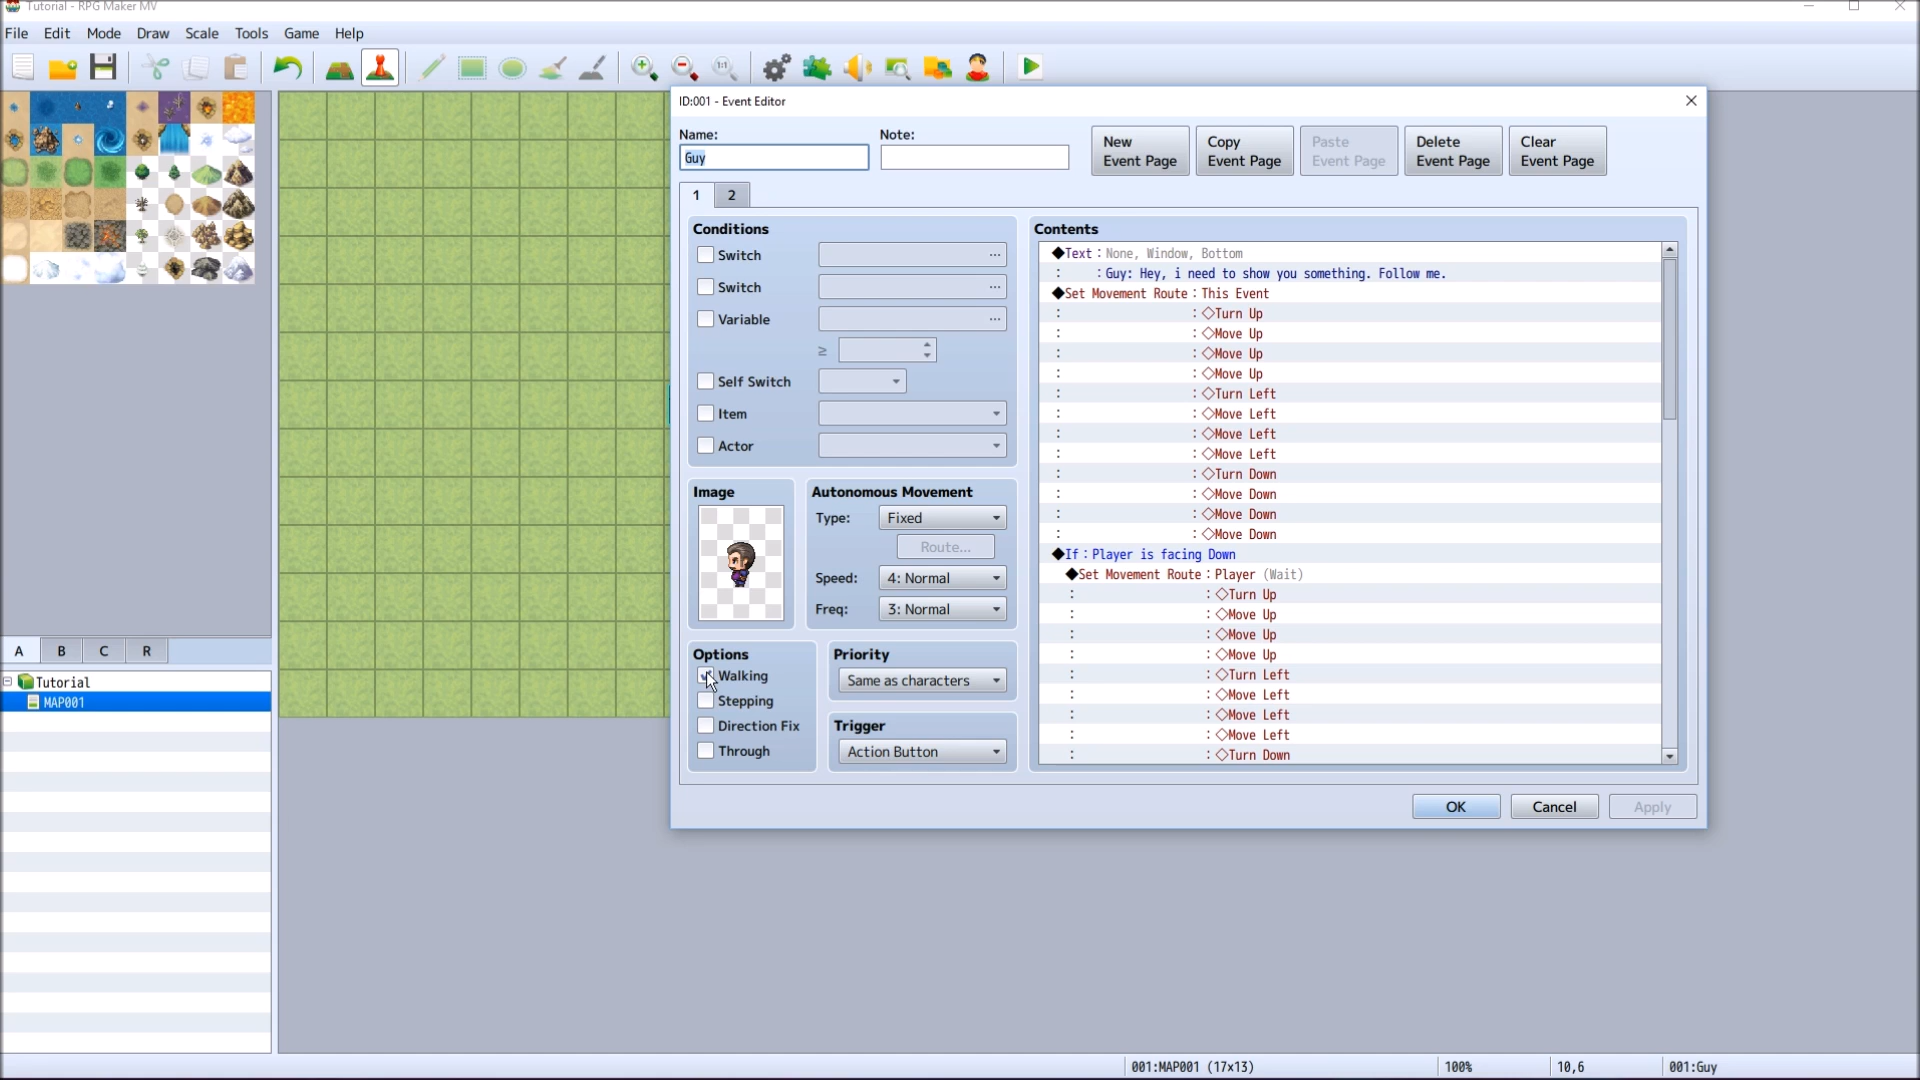 Tutorial - RPG Maker MV
File Edit Mode Draw Scale Tools Game Help
1:1
ID:001 - Event Editor
Name:
Guy
Note:
New
Event Page
Copy
Event Page
Paste
Event Page
Delete
Event Page
Clear
Event Page
1 2
Conditions
Switch ...
Switch ...
Variable ...
≥
Self Switch
Item
Actor
Image
Autonomous Movement
Type: Fixed
Route...
Speed: 4: Normal
Freq: 3: Normal
Options
Walking
Stepping
Direction Fix
Through
Priority
Same as characters
Trigger
Action Button
Contents
◆Text : None, Window, Bottom
: : Guy: Hey, i need to show you something. Follow me.
◆Set Movement Route : This Event
: : ◇Turn Up
: : ◇Move Up
: : ◇Move Up
: : ◇Move Up
: : ◇Turn Left
: : ◇Move Left
: : ◇Move Left
: : ◇Move Left
: : ◇Turn Down
: : ◇Move Down
: : ◇Move Down
: : ◇Move Down
◆If : Player is facing Down
◆Set Movement Route : Player (Wait)
: : ◇Turn Up
: : ◇Move Up
: : ◇Move Up
: : ◇Move Up
: : ◇Turn Left
: : ◇Move Left
: : ◇Move Left
: : ◇Move Left
: : ◇Turn Down
OK Cancel Apply
A B C R
Tutorial
MAP001
001:MAP001 (17x13) 100% 10,6 001:Guy